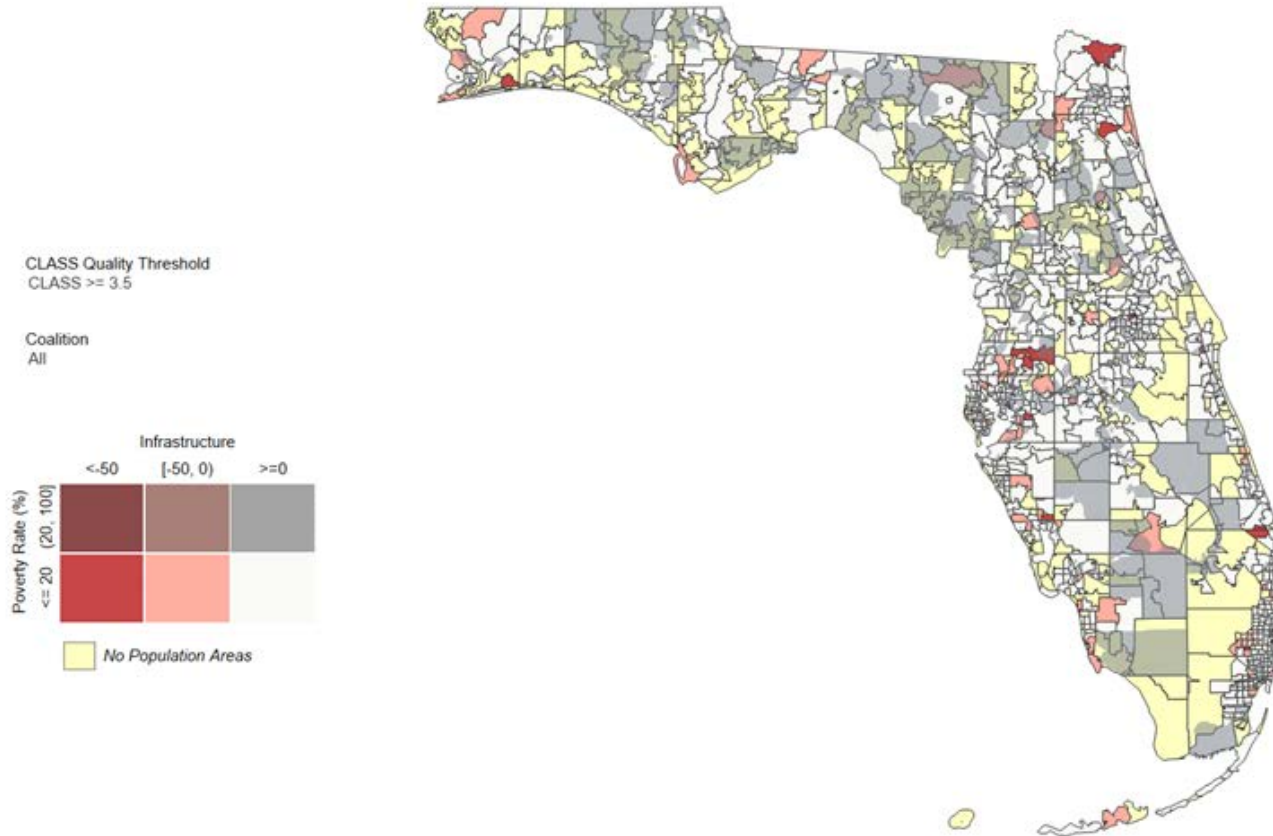 CLASS Quality Threshold
CLASS >= 3.5
Coalition
All
Infrastructure
<-50 [-50, 0) >=0
Poverty Rate (%)
(20, 100]
<= 20
No Population Areas